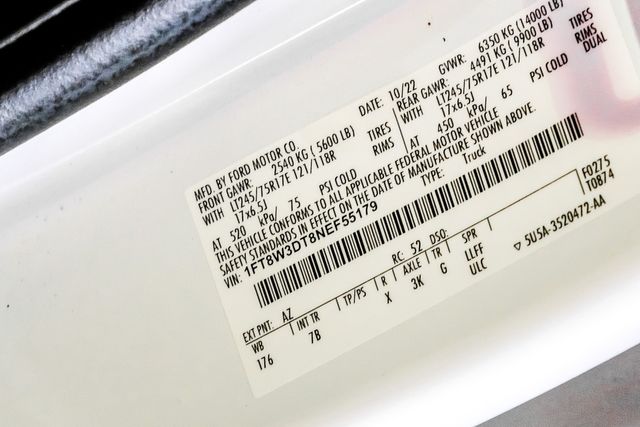 MFD. BY FORD MOTOR CO.
DATE: 10/22 GVWR: 6350 KG (14000 LB)
FRONT GAWR: 2540 KG (5600 LB) REAR GAWR: 4491 KG (9900 LB)
WITH LT245/75R17E 121/118R TIRES WITH LT245/75R17E 121/118R TIRES
17x6.5J RIMS 17x6.5J RIMS
AT 520 kPa/ 75 PSI COLD AT 450 kPa/ 65 PSI COLD DUAL
THIS VEHICLE CONFORMS TO ALL APPLICABLE FEDERAL MOTOR VEHICLE
SAFETY STANDARDS IN EFFECT ON THE DATE OF MANUFACTURE SHOWN ABOVE.
VIN: 1FT8W3DT8NEF55179 TYPE: Truck
F0275
T0874
EXT PNT: AZ RC: 52 DSO:
WB INT TR TP/PS R AXLE TR SPR
176 7B X 3K G LLFF
ULC
▽ 5U5A-3520472-AA